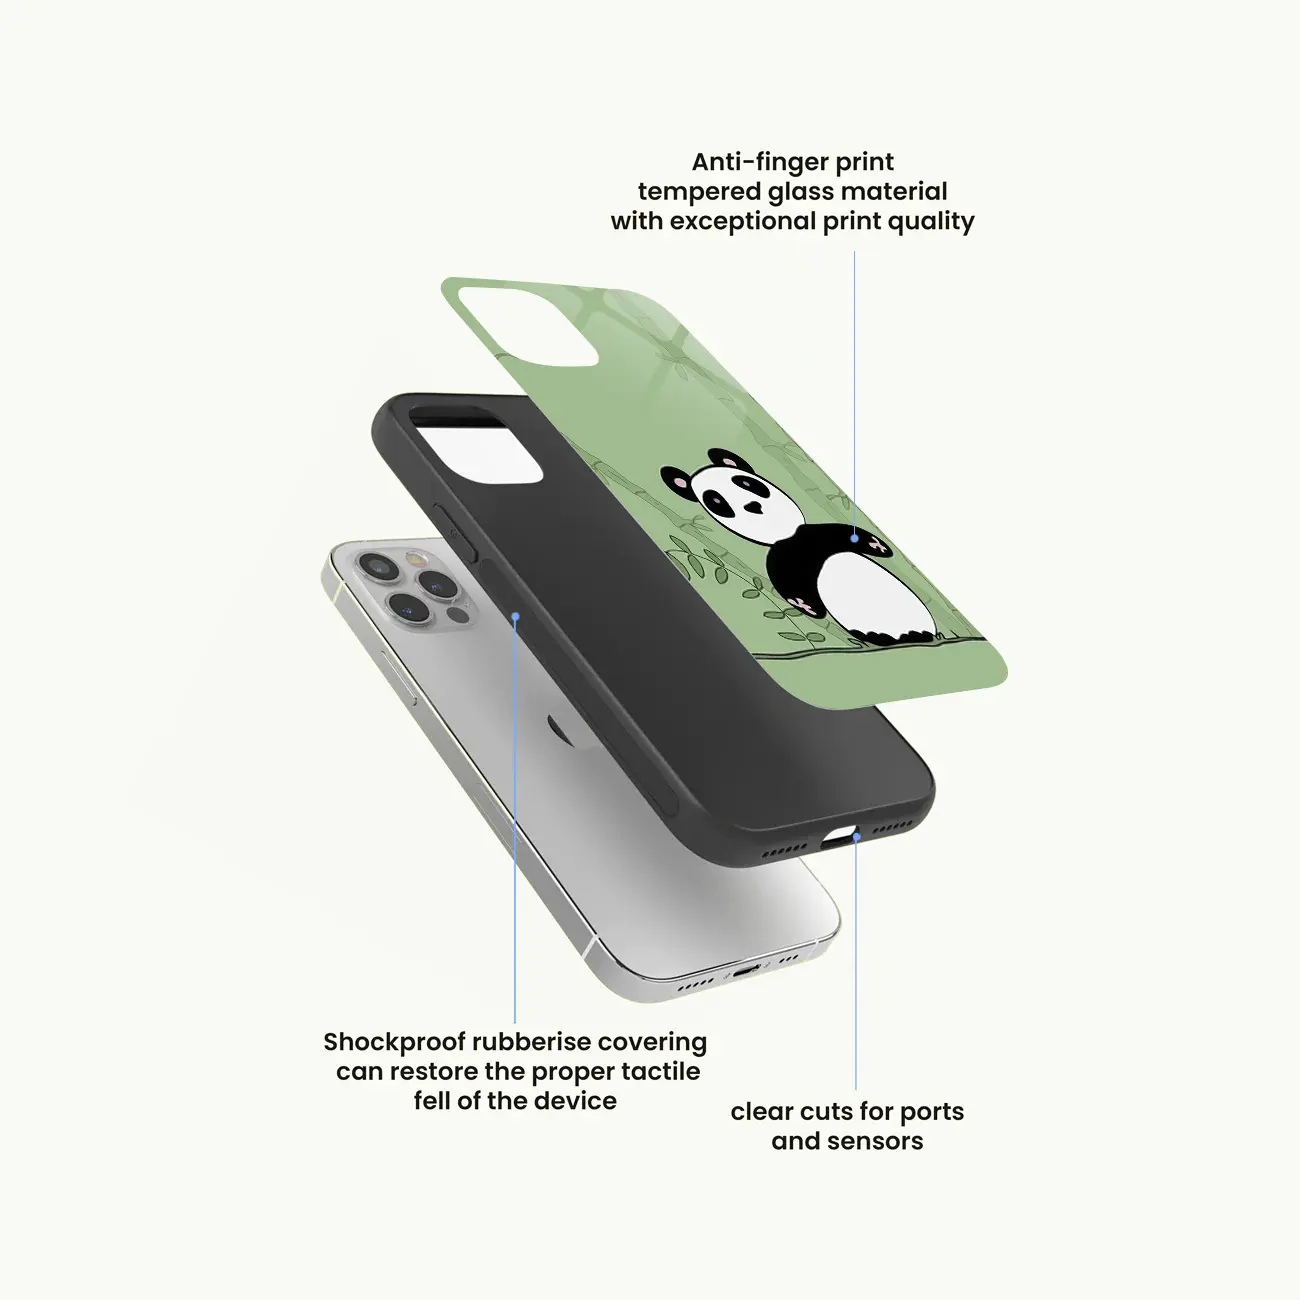 Anti-finger print
tempered glass material
with exceptional print quality
Shockproof rubberise covering
can restore the proper tactile
fell of the device
clear cuts for ports
and sensors